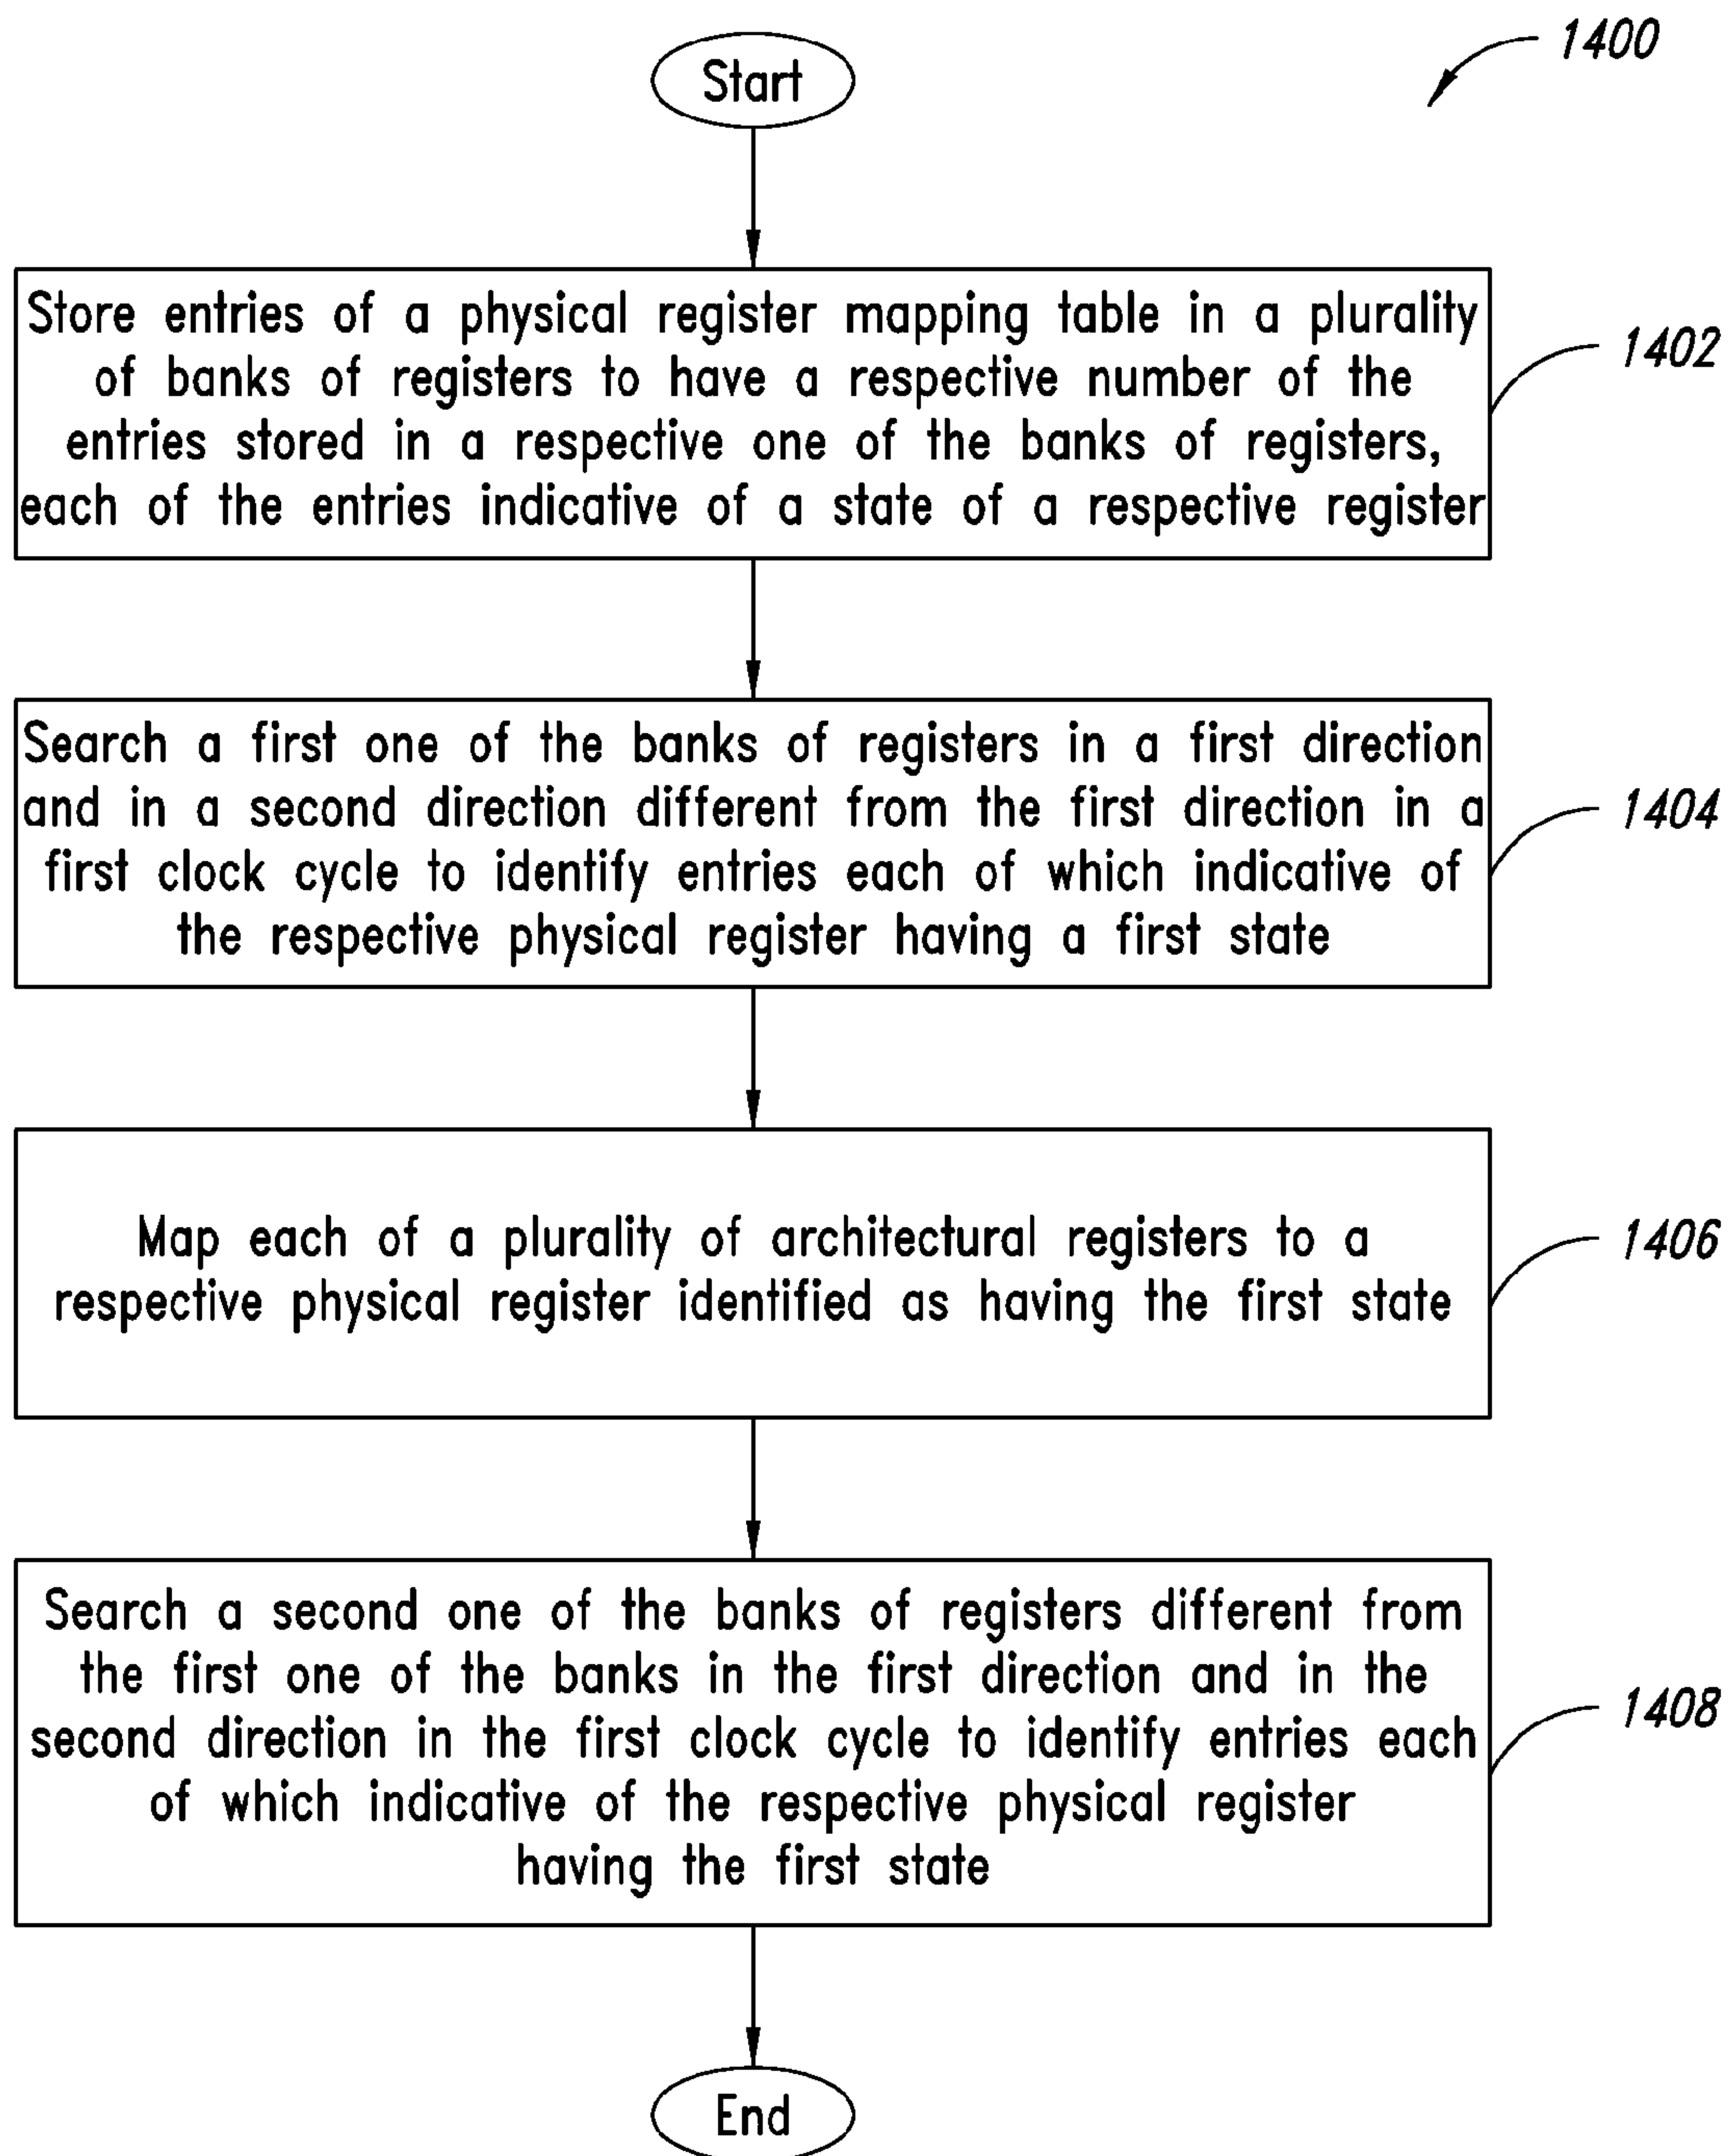 1400
Start
Store entries of a physical register mapping table in a plurality
of banks of registers to have a respective number of the
entries stored in a respective one of the banks of registers,
each of the entries indicative of a state of a respective register
1402
Search a first one of the banks of registers in a first direction
and in a second direction different from the first direction in a
first clock cycle to identify entries each of which indicative of
the respective physical register having a first state
1404
Map each of a plurality of architectural registers to a
respective physical register identified as having the first state
1406
Search a second one of the banks of registers different from
the first one of the banks in the first direction and in the
second direction in the first clock cycle to identify entries each
of which indicative of the respective physical register
having the first state
1408
End